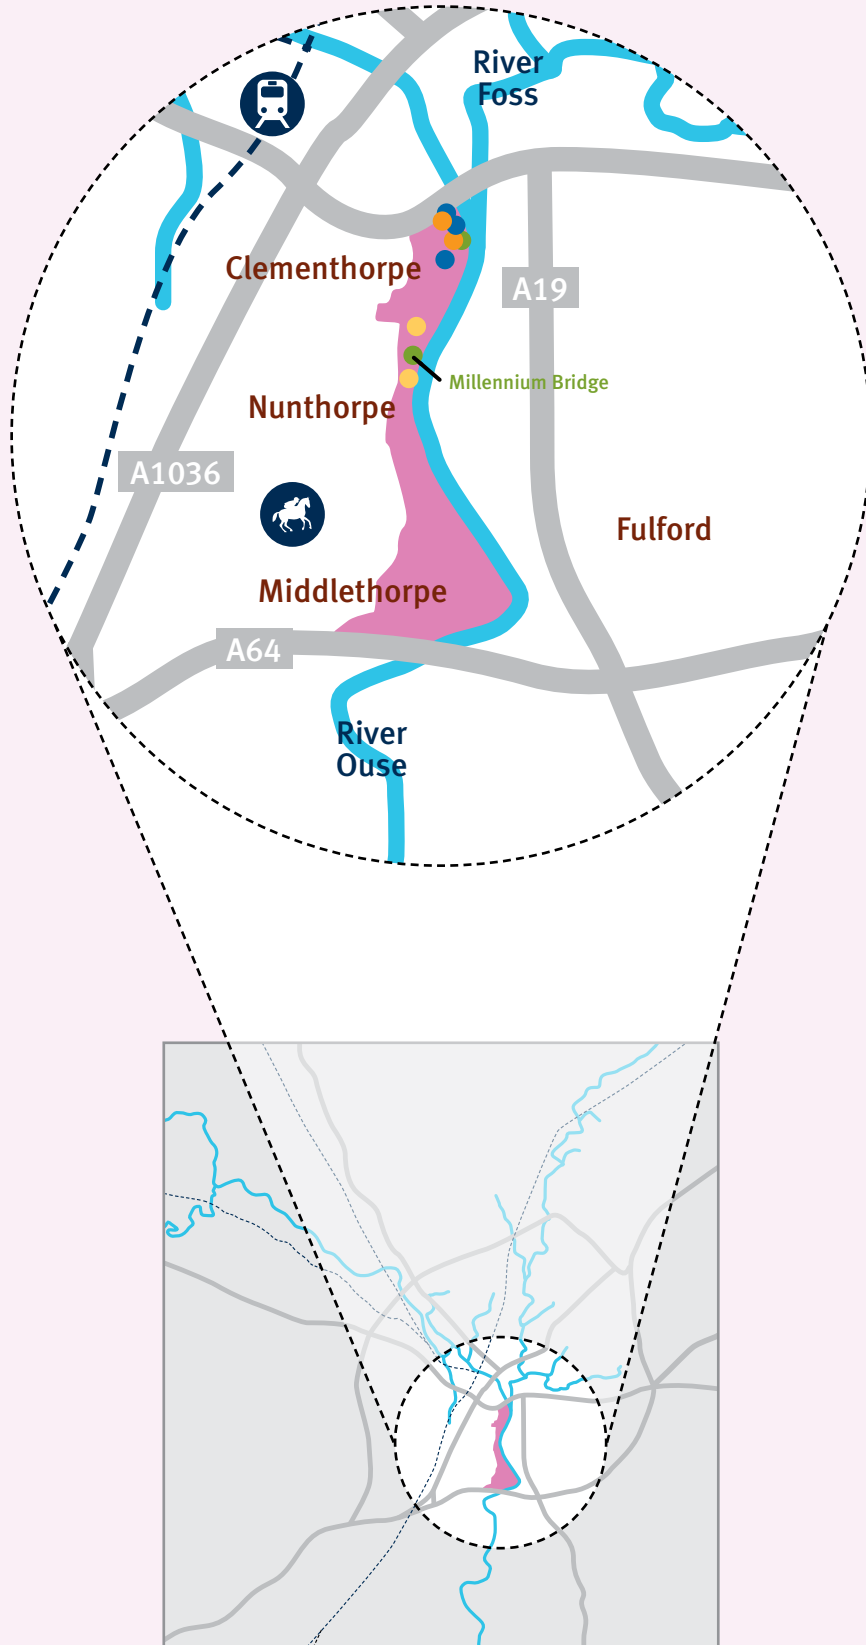 River
Foss
Clementhorpe
A19
Millennium Bridge
Nunthorpe
A1036
Fulford
Middlethorpe
A64
River
Ouse